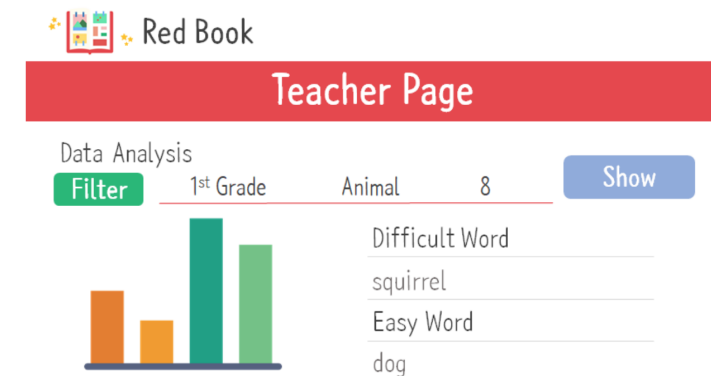 Red Book
Teacher Page
Data Analysis
Filter 1st Grade Animal 8 Show
Difficult Word
squirrel
Easy Word
dog